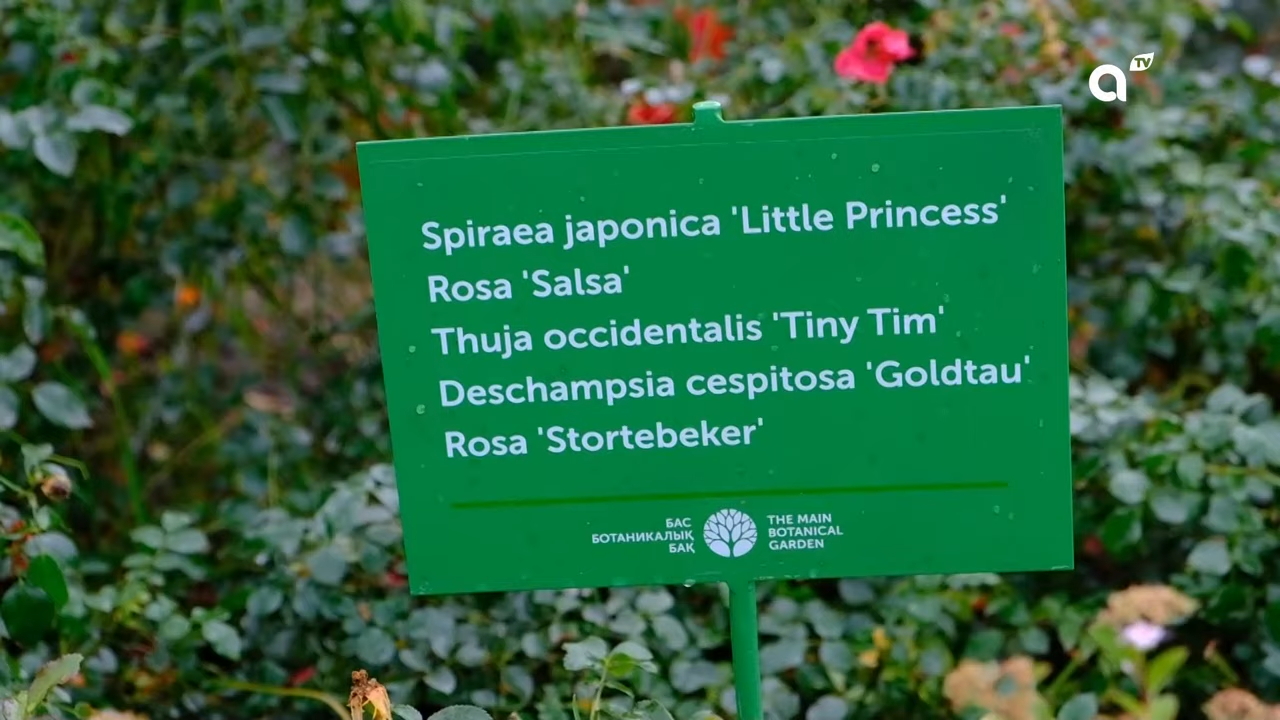 a TV
Spiraea japonica 'Little Princess'
Rosa 'Salsa'
Thuja occidentalis 'Tiny Tim'
Deschampsia cespitosa 'Goldtau'
Rosa 'Stortebeker'
БАС
БОТАНИКАЛЫҚ
БАҚ
THE MAIN
BOTANICAL
GARDEN